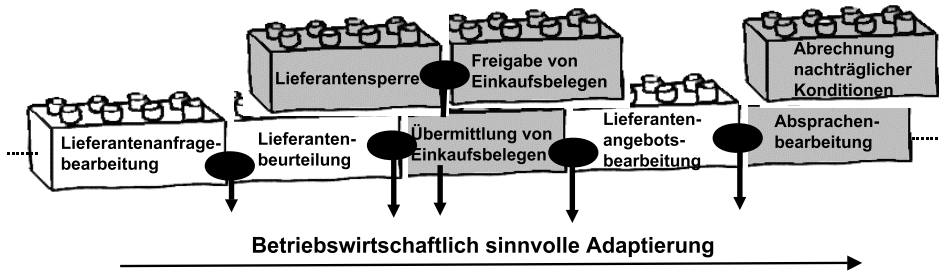 Lieferantensperre
Freigabe von
Einkaufsbelegen
Abrechnung
nachträglicher
Konditionen
Lieferantenanfrage-
bearbeitung
Lieferanten-
beurteilung
Übermittlung von
Einkaufsbelegen
Lieferanten-
angebots-
bearbeitung
Absprachen-
bearbeitung
Betriebswirtschaftlich sinnvolle Adaptierung